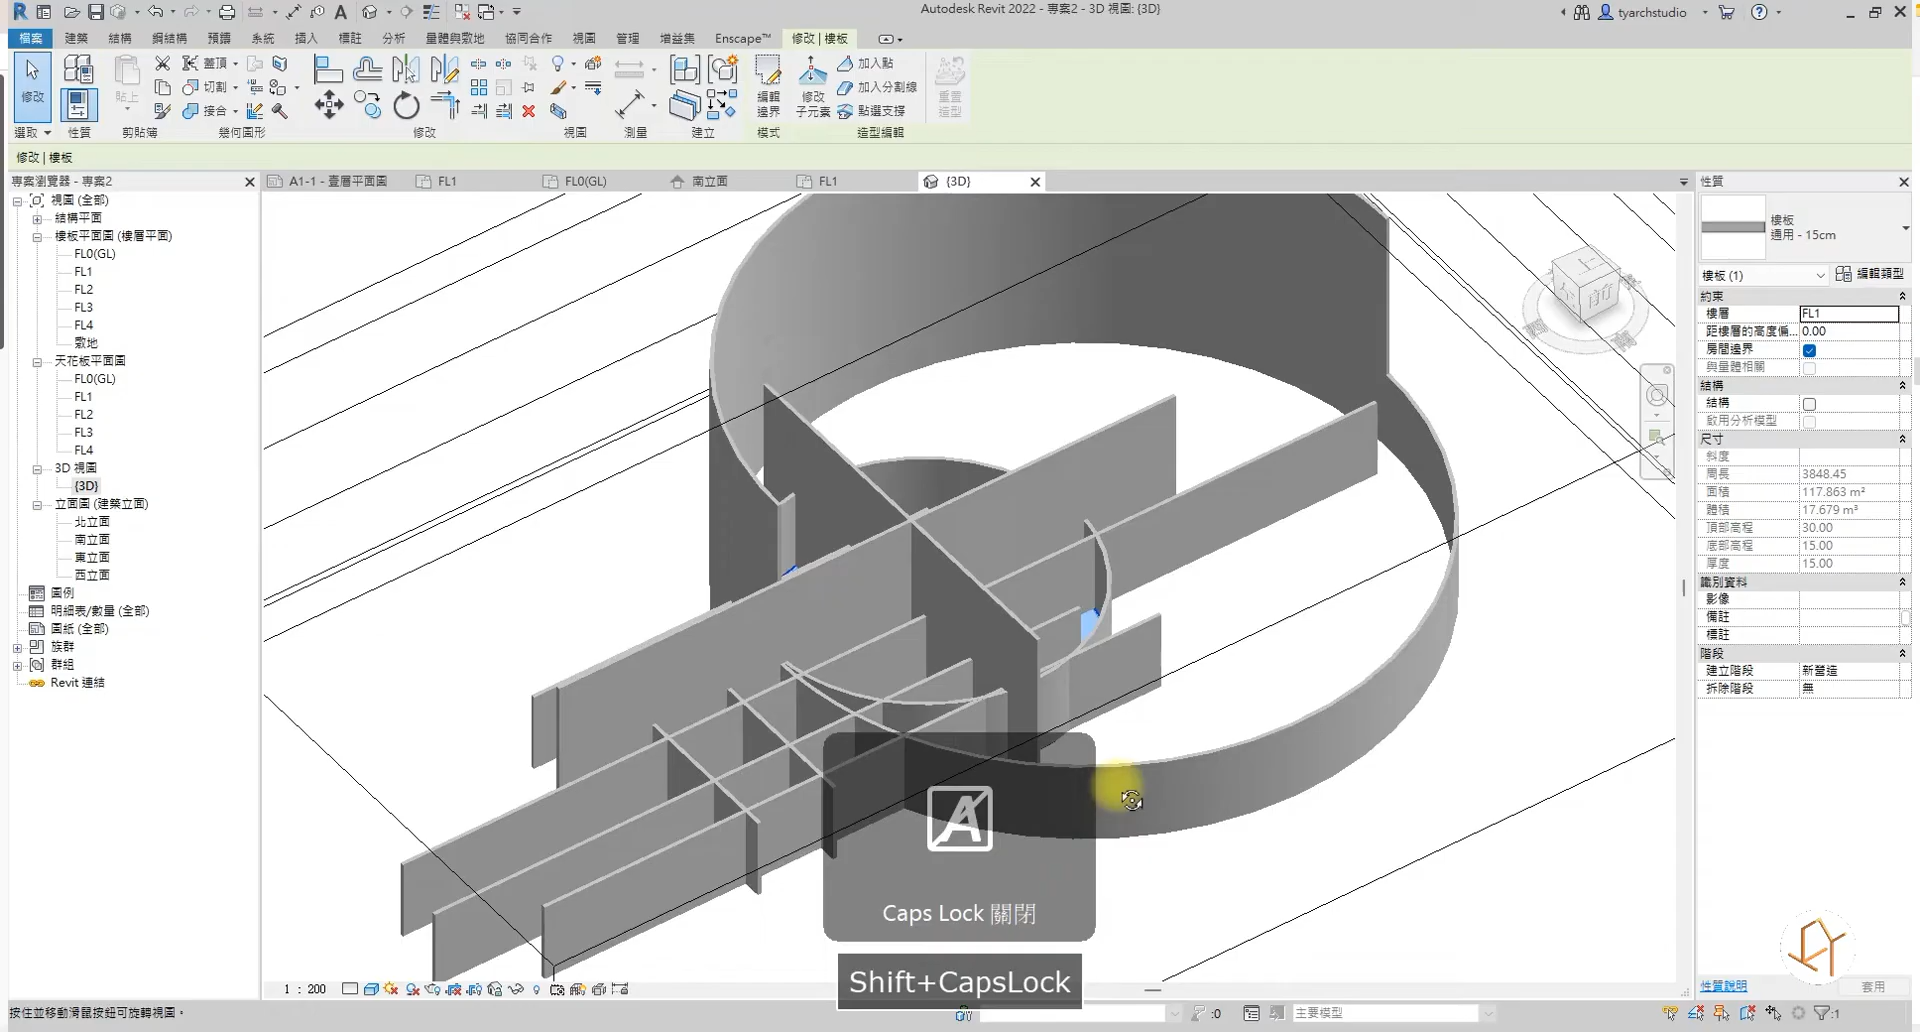 Autodesk Revit 2022 - 專案2 - 3D 視圖: {3D}
tyarchstudio
檔案 建築 結構 鋼結構 預鑄 系統 插入 標註 分析 量體與敷地 協同合作 視圖 管理 增益集 Enscape™ 修改 | 樓板
修改
貼上
蓋頂
切割
接合
編輯
邊界
修改
子元素
加入點
加入分割線
點選支撐
重置
造型
選取 性質 剪貼簿 幾何圖形 修改 視圖 測量 建立 模式 造型編輯
修改 | 樓板
專案瀏覽器 - 專案2
A1-1 - 壹層平面圖 FL1 FL0(GL) 南立面 FL1 {3D}
性質
視圖 (全部)
結構平面
樓板平面圖 (樓層平面)
FL0(GL)
FL1
FL2
FL3
FL4
敷地
天花板平面圖
FL0(GL)
FL1
FL2
FL3
FL4
3D 視圖
{3D}
立面圖 (建築立面)
北立面
南立面
東立面
西立面
圖例
明細表/數量 (全部)
圖紙 (全部)
族群
群組
Revit 連結
上
前
樓板
通用 - 15cm
樓板 (1) 編輯類型
約束
樓層 FL1
距樓層的高度偏... 0.00
房間邊界
與量體相關
結構
結構
啟用分析模型
尺寸
斜度
周長 3848.45
面積 117.863 m²
體積 17.679 m³
頂部高程 30.00
底部高程 15.00
厚度 15.00
識別資料
影像
備註
標註
階段
建立階段 新營造
拆除階段 無
Caps Lock 關閉
Shift+CapsLock
1 : 200
性質說明 套用
按住並移動滑鼠按鈕可旋轉視圖。
:0 主要模型 :1